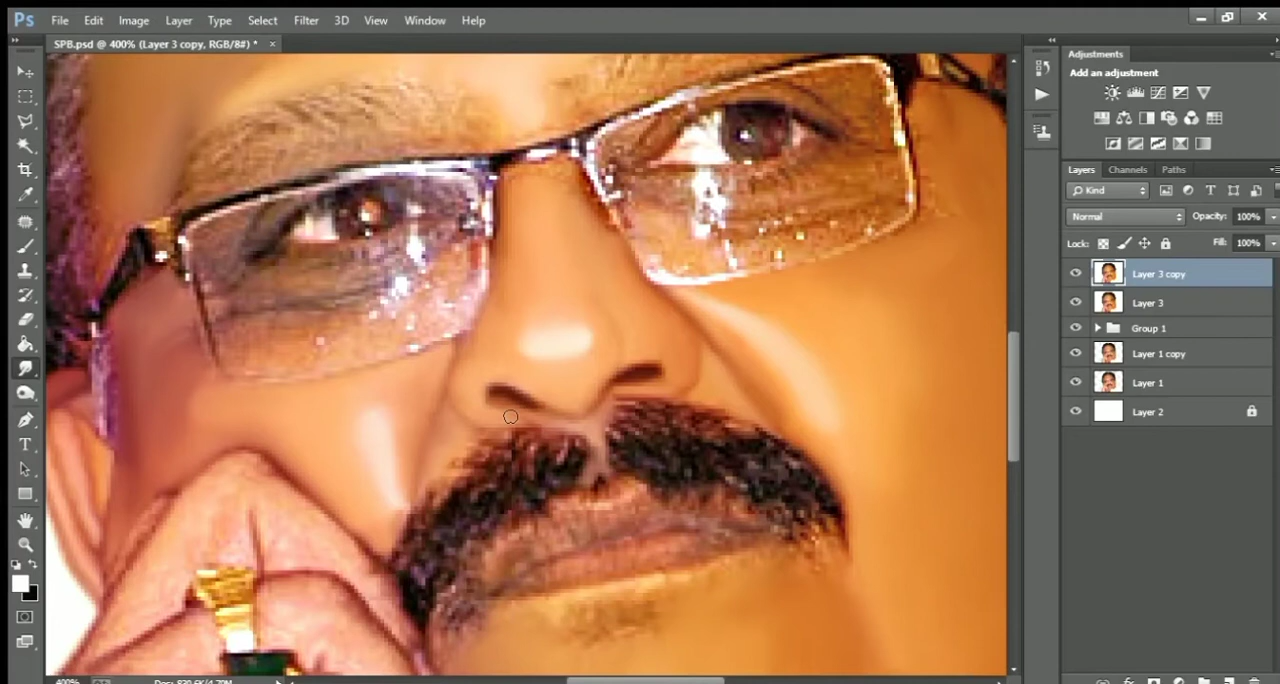 Ps File Edit Image Layer Type Select Filter 3D View Window Help
SPB.psd @ 400% (Layer 3 copy, RGB/8#) * ×
Adjustments
Add an adjustment
Layers Channels Paths
Kind
Normal Opacity: 100%
Lock: Fill: 100%
Layer 3 copy
Layer 3
Group 1
Layer 1 copy
Layer 1
Layer 2
T
400%